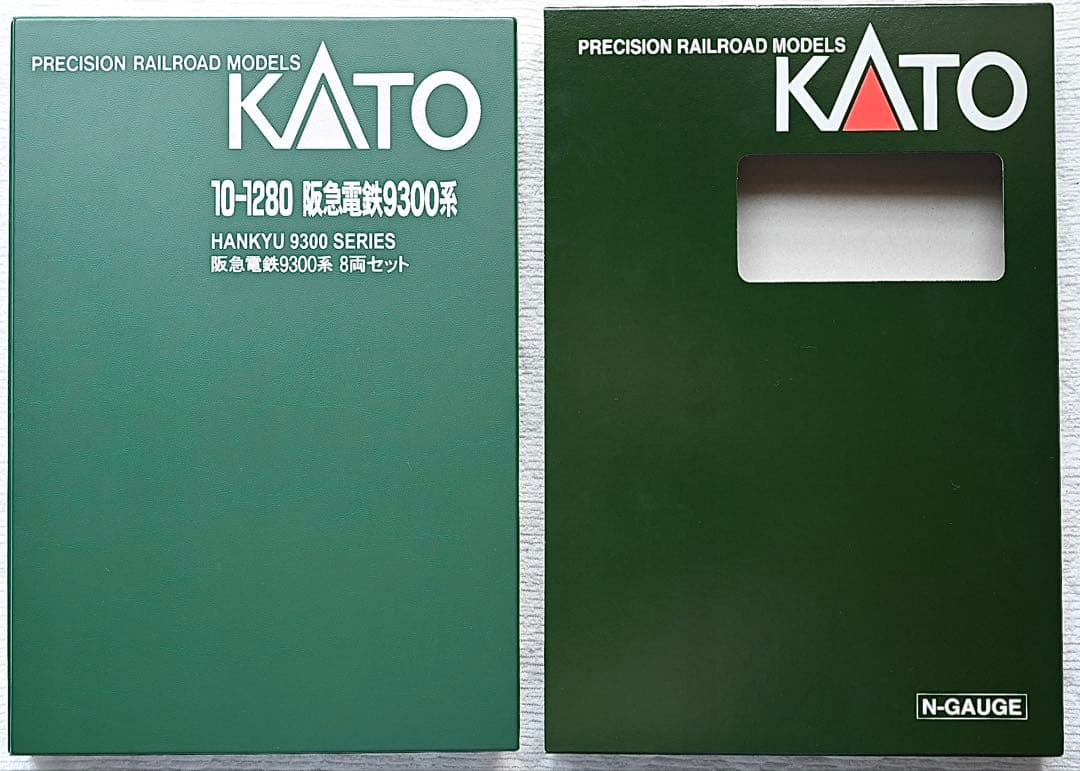 PRECISION RAILROAD MODELS
KATO
10-1280 阪急電鉄9300系
HANKYU 9300 SERIES
阪急電鉄9300系 8両セット
PRECISION RAILROAD MODELS
KATO
N-GAUGE